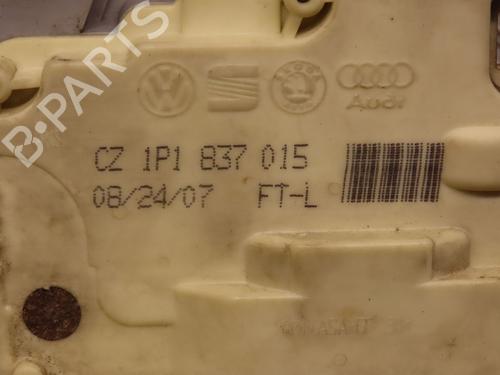 B-PARTS
Audi
CZ 1P1 837 015
08/24/07 FT-L